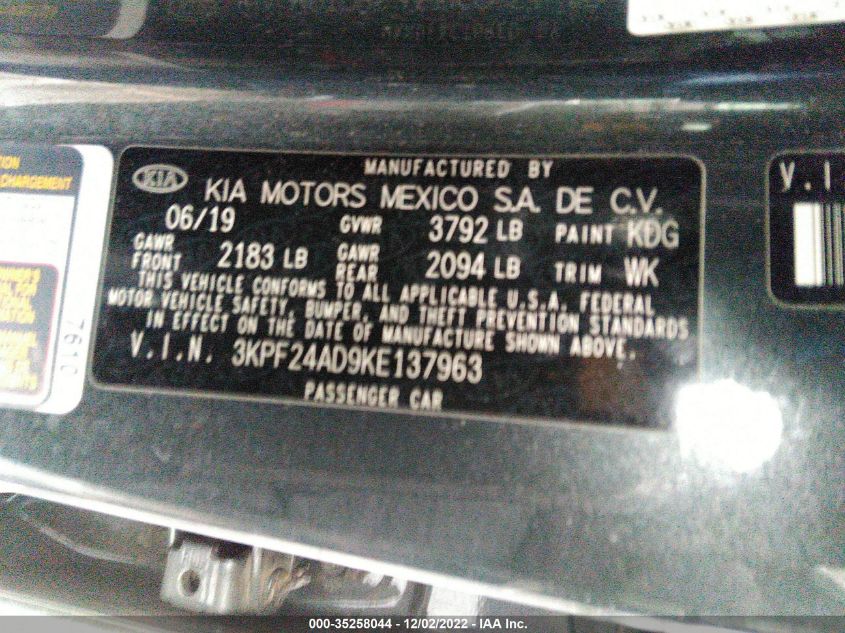 MANUFACTURED BY
KIA KIA MOTORS MEXICO S.A. DE C.V.
06/19 GVWR 3792 LB PAINT KDG
GAWR FRONT 2183 LB GAWR REAR 2094 LB TRIM WK
THIS VEHICLE CONFORMS TO ALL APPLICABLE U.S.A. FEDERAL
MOTOR VEHICLE SAFETY, BUMPER, AND THEFT PREVENTION STANDARDS
IN EFFECT ON THE DATE OF MANUFACTURE SHOWN ABOVE.
V.I.N. 3KPF24AD9KE137963
PASSENGER CAR
CHARGEMENT
7610
V.I
000-35258044 - 12/02/2022 - IAA Inc.